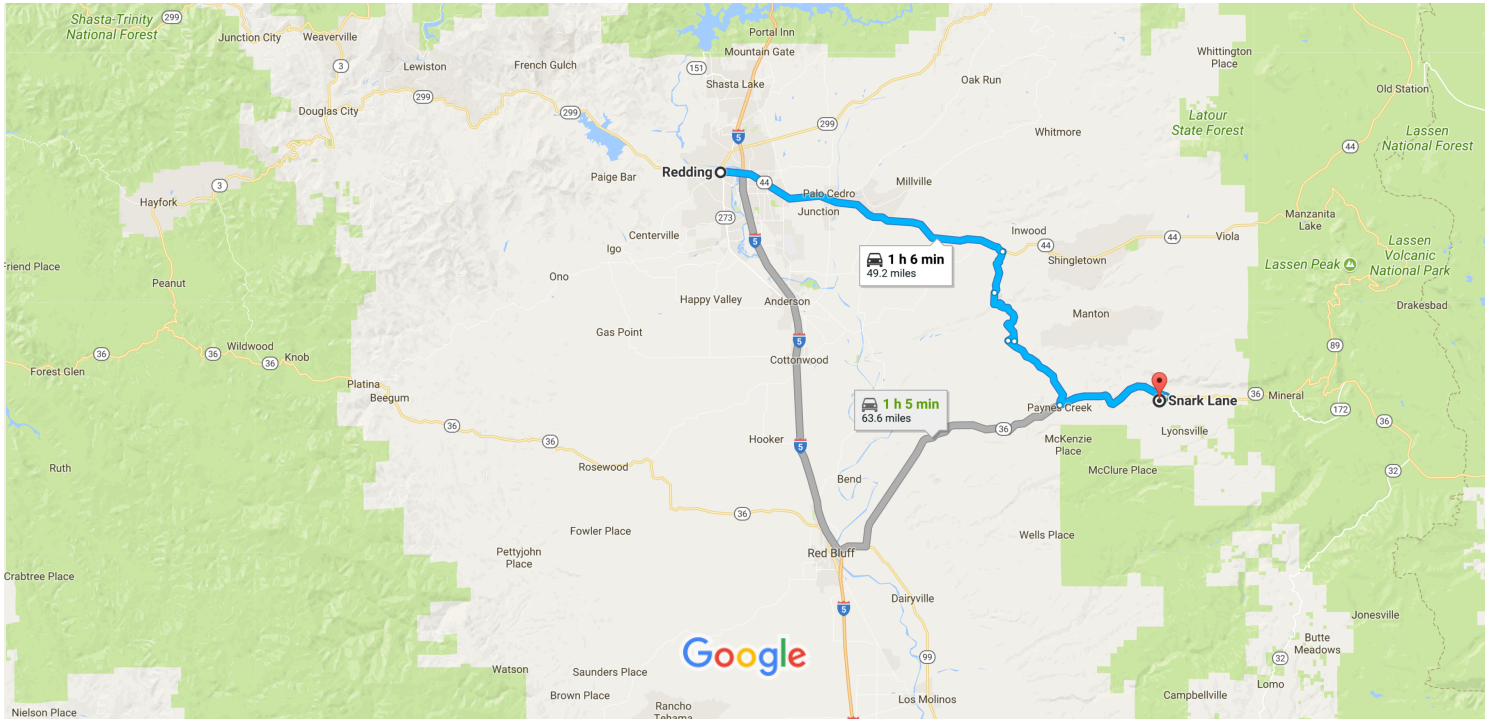 Shasta-Trinity
National Forest
299
Junction City
Weaverville
3
Lewiston
French Gulch
299
299
Douglas City
Portal Inn
Mountain Gate
151
Shasta Lake
5
299
Oak Run
Whittington
Place
Old Station
Latour
State Forest
44
Lassen
National Forest
Whitmore
Hayfork
3
Paige Bar
Redding
44
Palo Cedro
Junction
Millville
273
Centerville
Igo
5
Inwood
44
Shingletown
44
Viola
Manzanita
Lake
Lassen Peak
Lassen
Volcanic
National Park
Drakesbad
1 h 6 min
49.2 miles
Friend Place
Peanut
Ono
Happy Valley
Anderson
Gas Point
5
Cottonwood
Manton
36
Wildwood
36
Knob
36
Forest Glen
Platina
Beegum
89
1 h 5 min
63.6 miles
Paynes Creek
Snark Lane
36
Mineral
172
36
36
36
Hooker
5
36
McKenzie
Place
Lyonsville
McClure Place
32
Ruth
Rosewood
Bend
36
Fowler Place
Pettyjohn
Place
Red Bluff
Wells Place
Crabtree Place
5
Dairyville
Jonesville
Butte
Meadows
32
Lomo
Google
99
Watson
Saunders Place
Brown Place
Rancho
Tehama
Los Molinos
Campbellville
Nielson Place